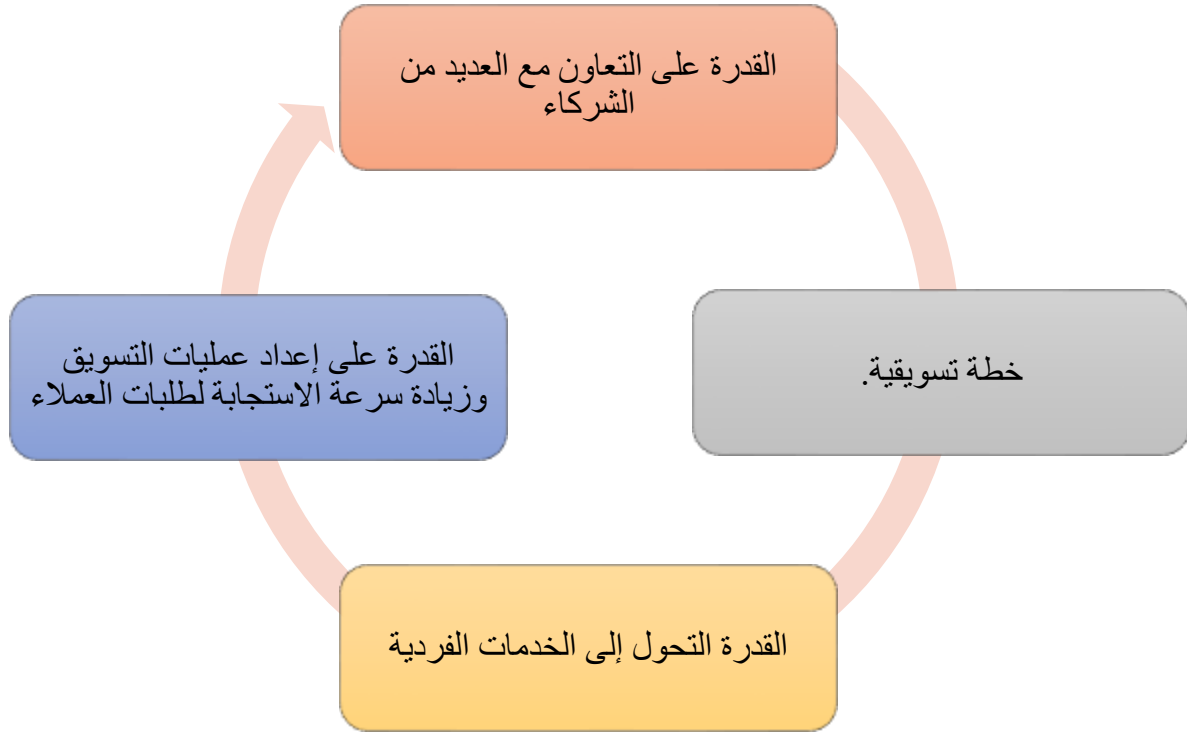 القدرة على التعاون مع العديد من
الشركاء
خطة تسويقية.
القدرة التحول إلى الخدمات الفردية
القدرة على إعداد عمليات التسويق
وزيادة سرعة الاستجابة لطلبات العملاء